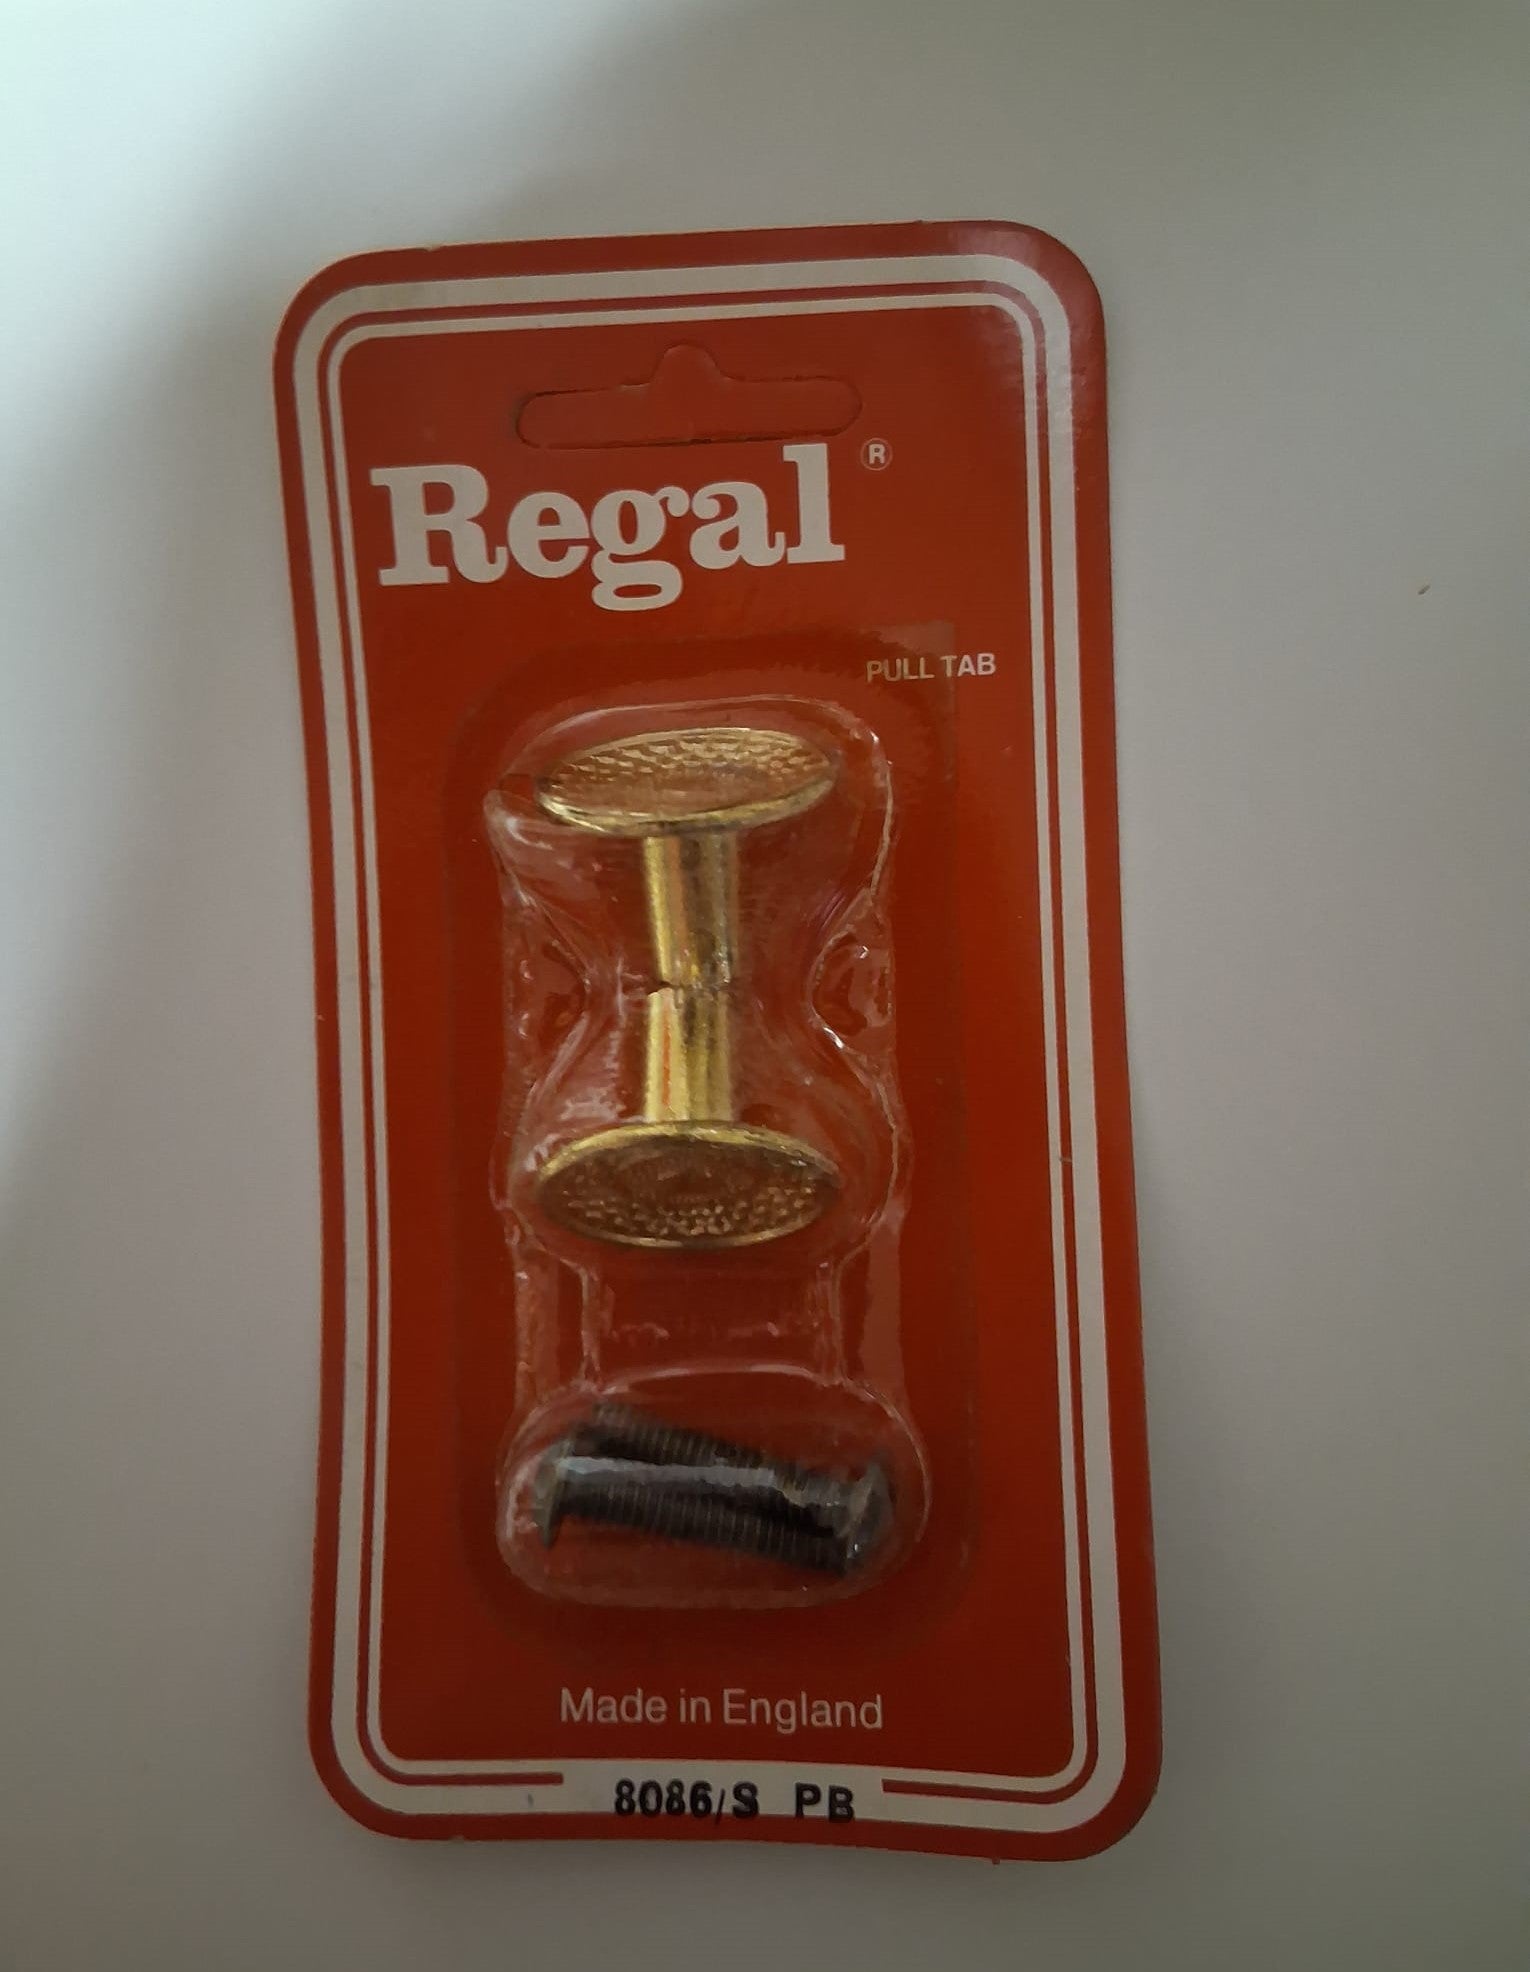 Regal ®
PULL TAB
Made in England
8086/S PB